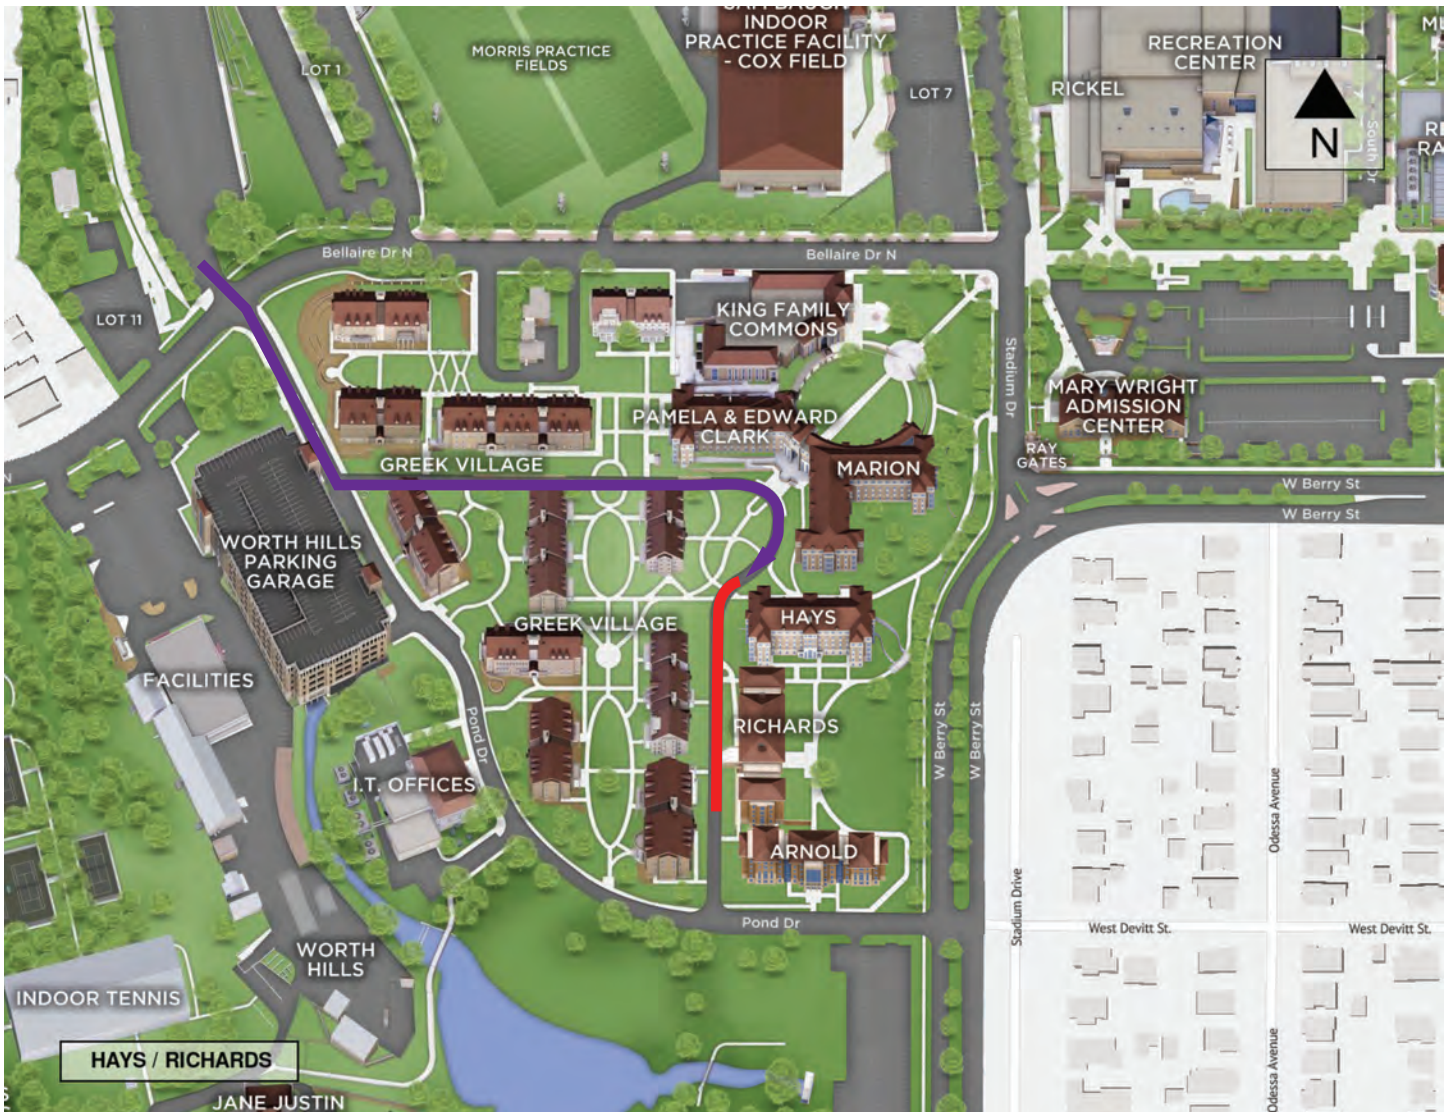 SAM BAUGH
INDOOR
PRACTICE FACILITY
- COX FIELD
MORRIS PRACTICE
FIELDS
LOT 1
LOT 7
RECREATION
CENTER
RICKEL
N
South Dr
Bellaire Dr N
Bellaire Dr N
LOT 11
KING FAMILY
COMMONS
Stadium Dr
MARY WRIGHT
ADMISSION
CENTER
PAMELA & EDWARD
CLARK
GREEK VILLAGE
MARION
RAY
GATES
W Berry St
W Berry St
WORTH HILLS
PARKING
GARAGE
GREEK VILLAGE
HAYS
FACILITIES
Pond Dr
RICHARDS
W Berry St
W Berry St
I.T. OFFICES
Odessa Avenue
ARNOLD
Stadium Drive
Pond Dr
West Devitt St.
West Devitt St.
WORTH
HILLS
INDOOR TENNIS
HAYS / RICHARDS
Odessa Avenue
JANE JUSTIN